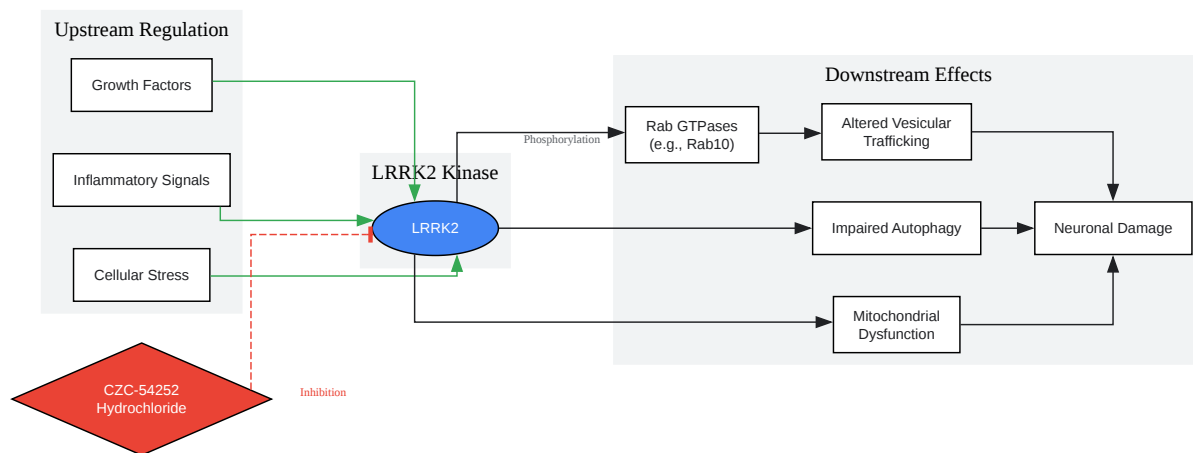 Upstream Regulation
Growth Factors
Inflammatory Signals
Cellular Stress
CZC-54252
Hydrochloride
Inhibition
LRRK2 Kinase
LRRK2
Phosphorylation
Downstream Effects
Rab GTPases
(e.g., Rab10)
Altered Vesicular
Trafficking
Impaired Autophagy
Neuronal Damage
Mitochondrial
Dysfunction